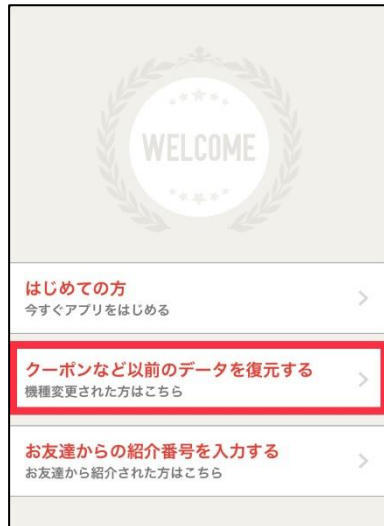 WELCOME
はじめての方
今すぐアプリをはじめる
クーポンなど以前のデータを復元する
機種変更された方はこちら
お友達からの紹介番号を入力する
お友達から紹介された方はこちら